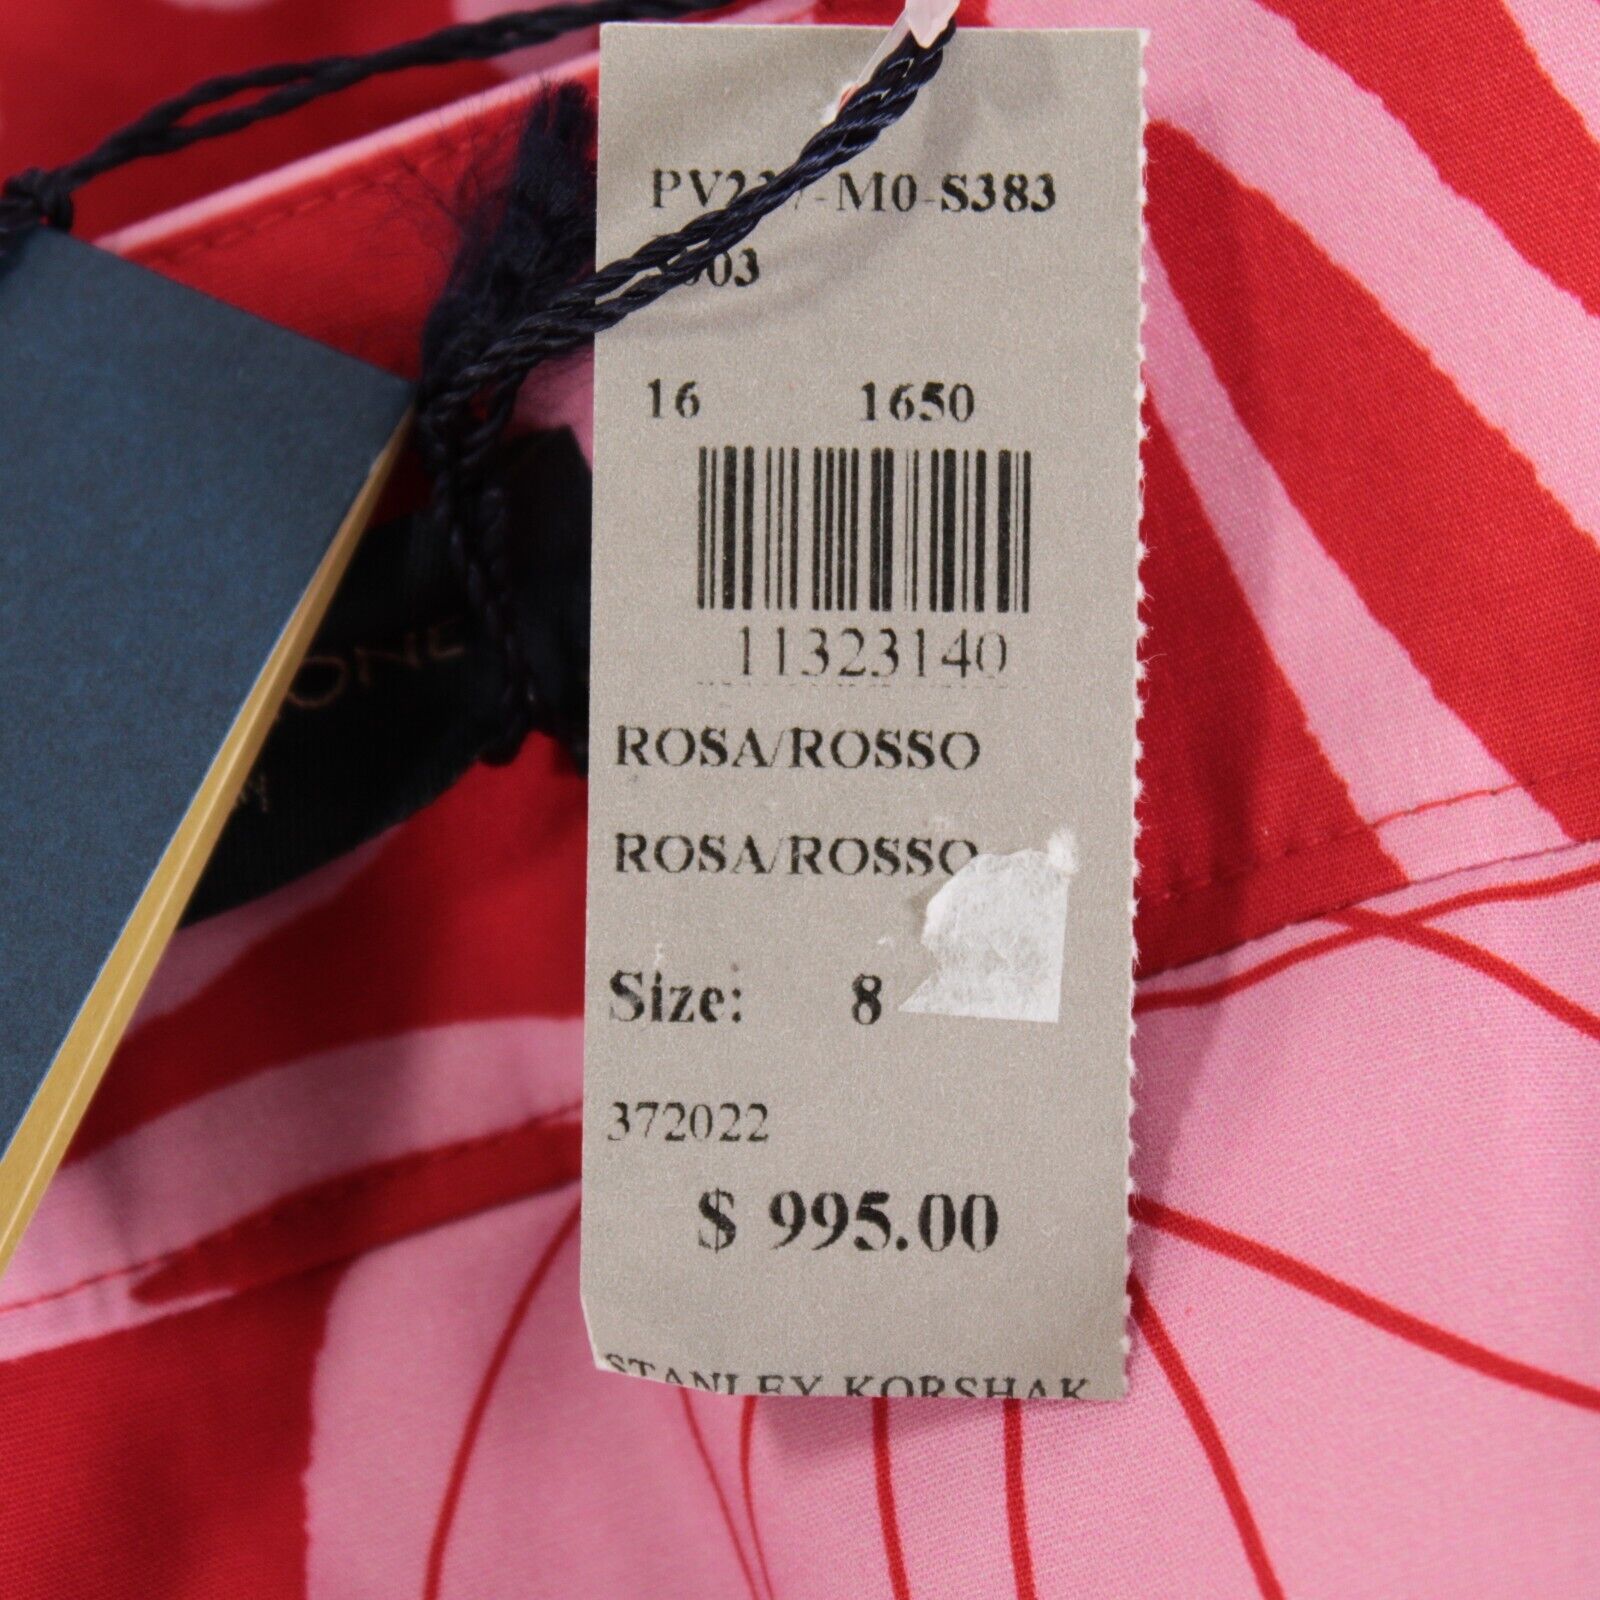 M0-S383
16 1650
11323140
ROSA/ROSSO
ROSA/ROSSO
Size: 8
372022
$ 995.00
STANLEY KORSHAK